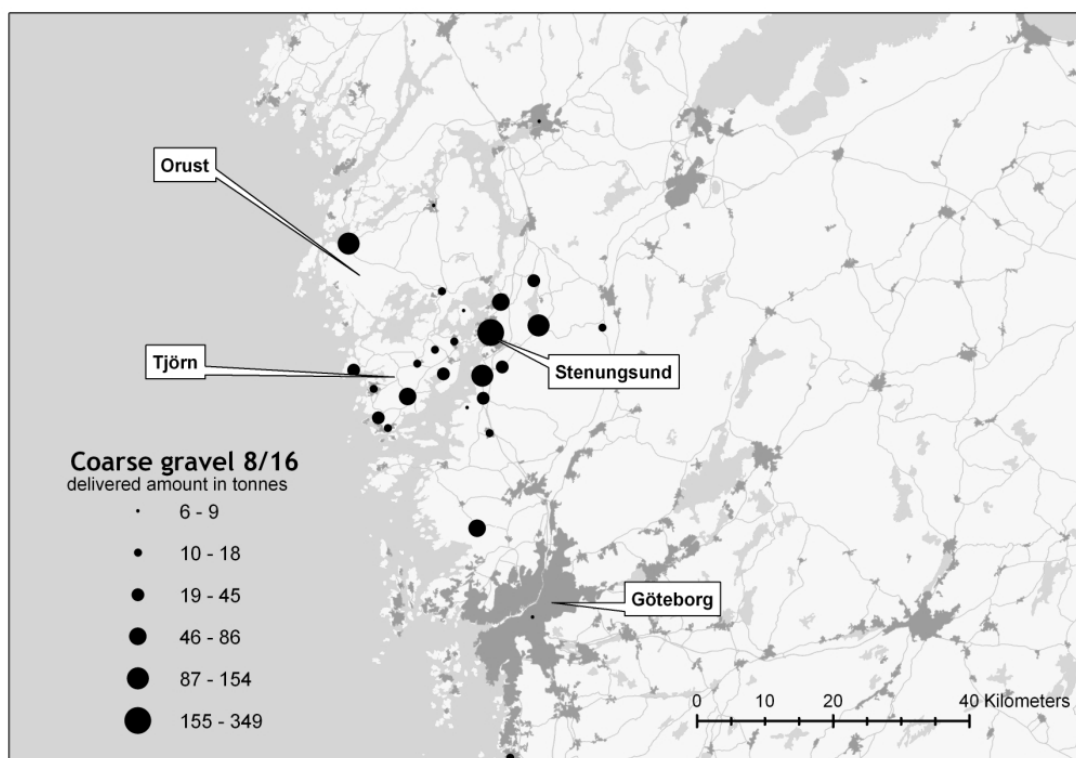 Orust
Tjörn
Stenungsund
Göteborg
Coarse gravel 8/16
delivered amount in tonnes
6 - 9
10 - 18
19 - 45
46 - 86
87 - 154
155 - 349
0 10 20 40 Kilometers